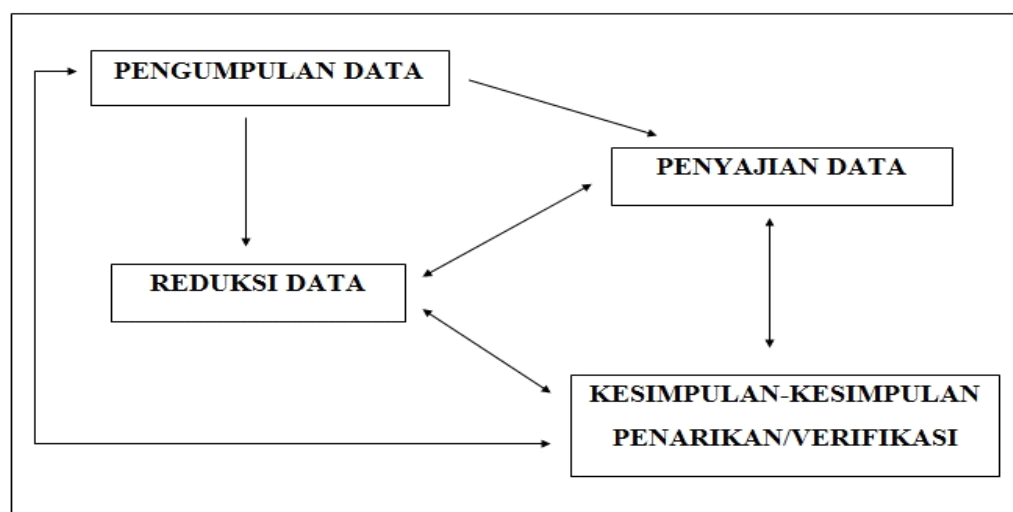 PENGUMPULAN DATA
PENYAJIAN DATA
REDUKSI DATA
KESIMPULAN-KESIMPULAN
PENARIKAN/VERIFIKASI